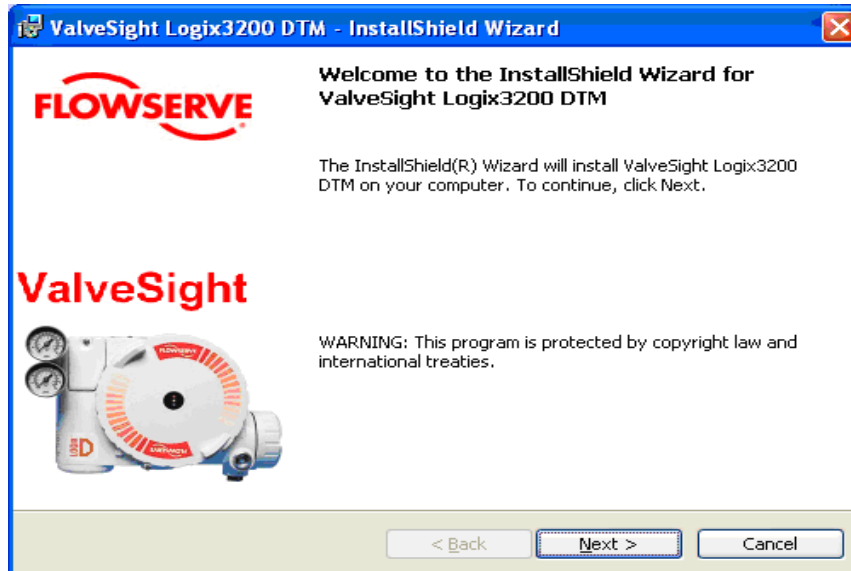 ValveSight Logix3200 DTM - InstallShield Wizard
FLOWSERVE
Welcome to the InstallShield Wizard for
ValveSight Logix3200 DTM
The InstallShield(R) Wizard will install ValveSight Logix3200
DTM on your computer. To continue, click Next.
ValveSight
WARNING: This program is protected by copyright law and
international treaties.
FLOWSERVE
< Back
Next >
Cancel